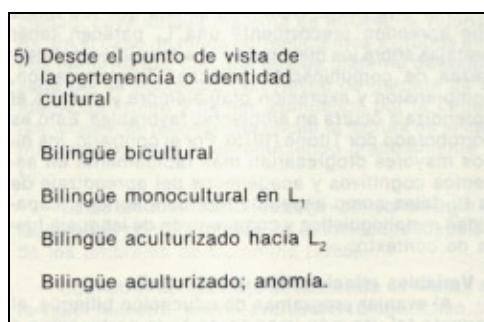 5) Desde el punto de vista de
la pertenencia o identidad
cultural
Bilingüe bicultural
Bilingüe monocultural en L₁
Bilingüe aculturizado hacia L₂
Bilingüe aculturizado; anomía.